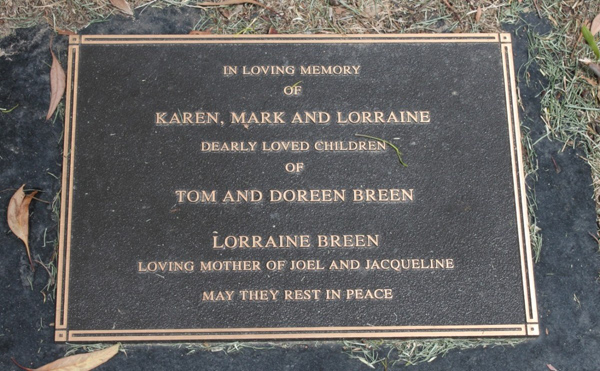 IN LOVING MEMORY
OF
KAREN, MARK AND LORRAINE
DEARLY LOVED CHILDREN
OF
TOM AND DOREEN BREEN
LORRAINE BREEN
LOVING MOTHER OF JOEL AND JACQUELINE
MAY THEY REST IN PEACE